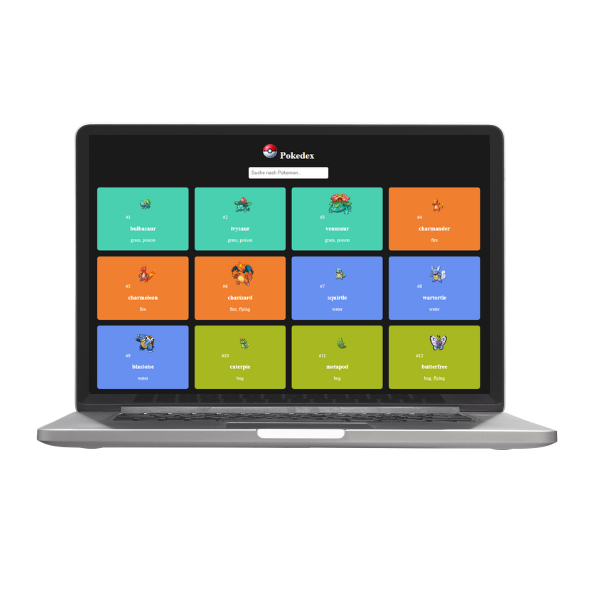 Pokedex
Suche nach Pokemon...
#1
bulbasaur
grass, poison
#2
ivysaur
grass, poison
#3
venusaur
grass, poison
#4
charmander
fire
#5
charmeleon
fire
#6
charizard
fire, flying
#7
squirtle
water
#8
wartortle
water
#9
blastoise
water
#10
caterpie
bug
#11
metapod
bug
#12
butterfree
bug, flying